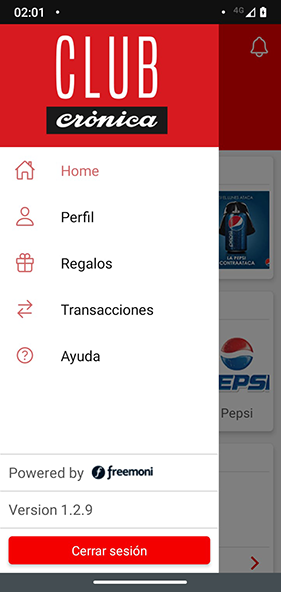 02:01
4G
CLUB
crònica
Home
Perfil
Regalos
Transacciones
Ayuda
Powered by freemoni
Version 1.2.9
Cerrar sesión
LA PEPSI
CONTRAATACA
PEPSI
Pepsi